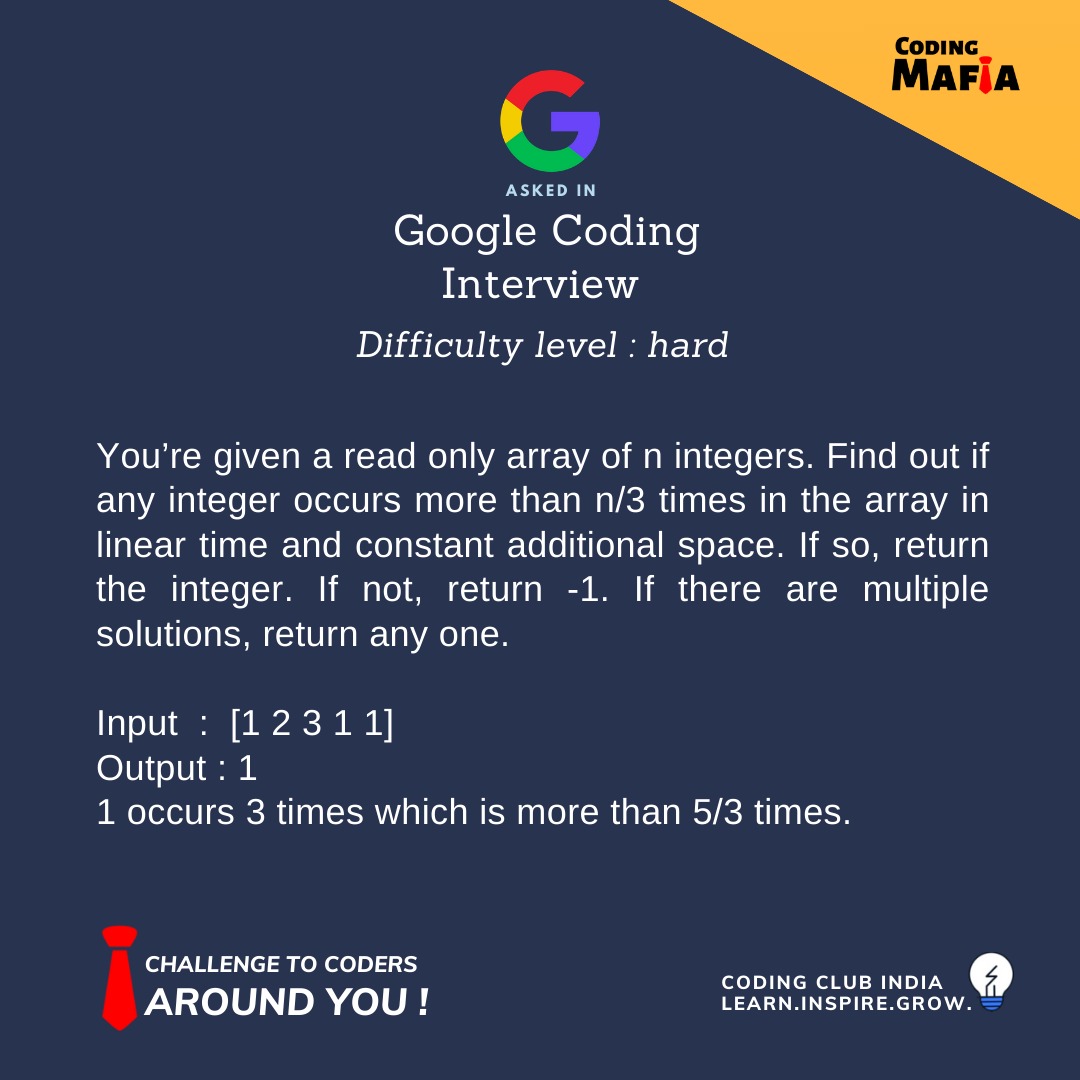 CODING
MAFIA
ASKED IN
Google Coding
Interview
Difficulty level : hard
You’re given a read only array of n integers. Find out if
any integer occurs more than n/3 times in the array in
linear time and constant additional space. If so, return
the integer. If not, return -1. If there are multiple
solutions, return any one.
Input : [1 2 3 1 1]
Output : 1
1 occurs 3 times which is more than 5/3 times.
CHALLENGE TO CODERS
AROUND YOU !
CODING CLUB INDIA
LEARN.INSPIRE.GROW.